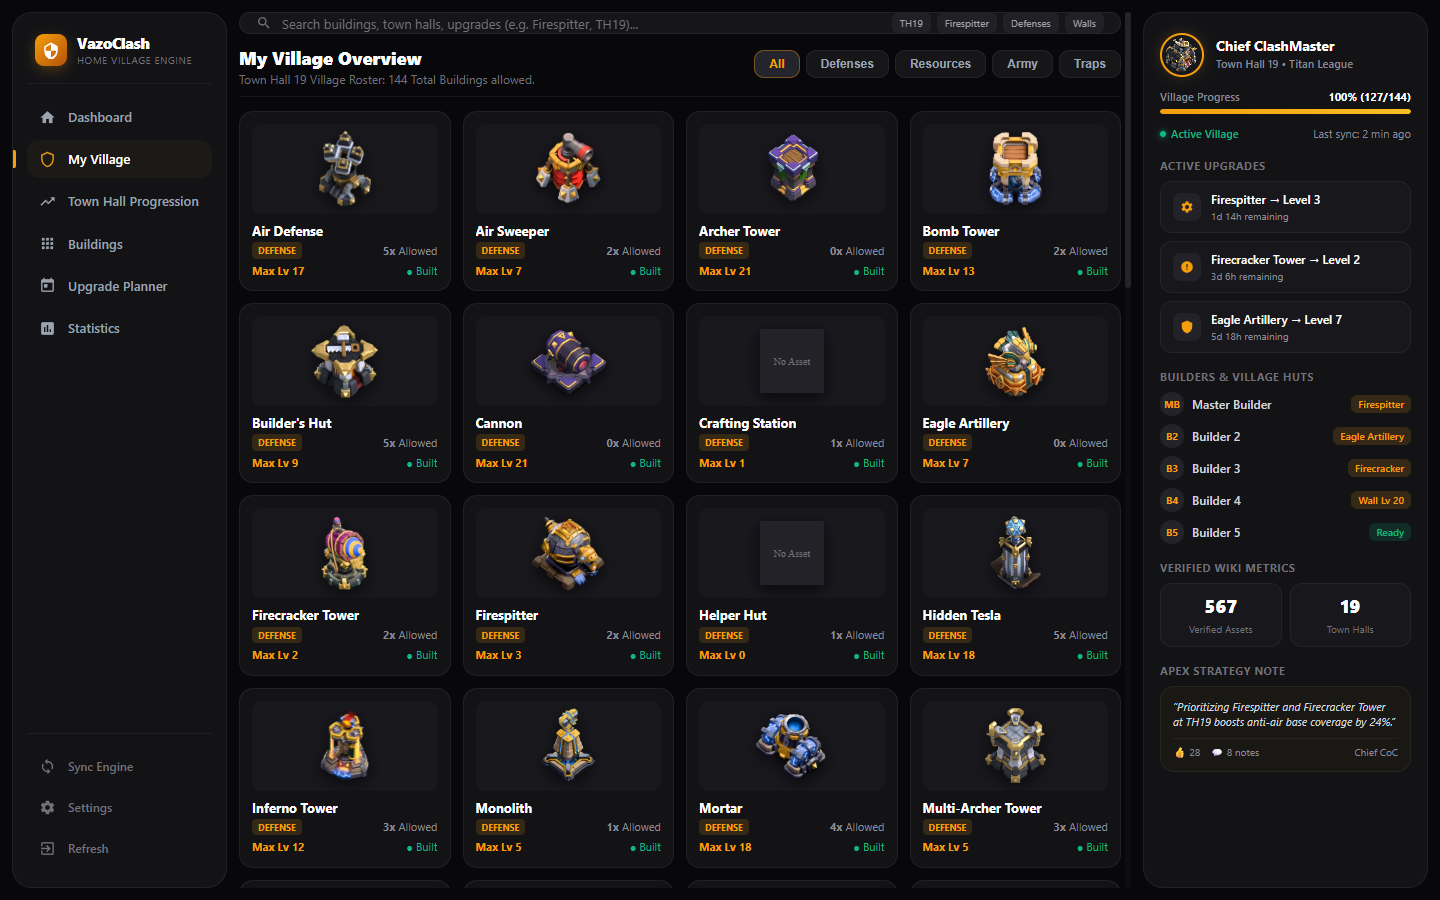 VazoClash
HOME VILLAGE ENGINE
Dashboard
My Village
Town Hall Progression
Buildings
Upgrade Planner
Statistics
Sync Engine
Settings
Refresh
Search buildings, town halls, upgrades (e.g. Firespitter, TH19)...
TH19 Firespitter Defenses Walls
My Village Overview
Town Hall 19 Village Roster: 144 Total Buildings allowed.
All Defenses Resources Army Traps
Air Defense
DEFENSE 5x Allowed
Max Lv 17 ● Built
Air Sweeper
DEFENSE 2x Allowed
Max Lv 7 ● Built
Archer Tower
DEFENSE 0x Allowed
Max Lv 21 ● Built
Bomb Tower
DEFENSE 2x Allowed
Max Lv 13 ● Built
Builder's Hut
DEFENSE 5x Allowed
Max Lv 9 ● Built
Cannon
DEFENSE 0x Allowed
Max Lv 21 ● Built
No Asset
Crafting Station
DEFENSE 1x Allowed
Max Lv 1 ● Built
Eagle Artillery
DEFENSE 0x Allowed
Max Lv 7 ● Built
Firecracker Tower
DEFENSE 2x Allowed
Max Lv 2 ● Built
Firespitter
DEFENSE 2x Allowed
Max Lv 3 ● Built
No Asset
Helper Hut
DEFENSE 1x Allowed
Max Lv 0 ● Built
Hidden Tesla
DEFENSE 5x Allowed
Max Lv 18 ● Built
Inferno Tower
DEFENSE 3x Allowed
Max Lv 12 ● Built
Monolith
DEFENSE 1x Allowed
Max Lv 5 ● Built
Mortar
DEFENSE 4x Allowed
Max Lv 18 ● Built
Multi-Archer Tower
DEFENSE 3x Allowed
Max Lv 5 ● Built
Chief ClashMaster
Town Hall 19 • Titan League
Village Progress 100% (127/144)
● Active Village Last sync: 2 min ago
ACTIVE UPGRADES
Firespitter → Level 3
1d 14h remaining
Firecracker Tower → Level 2
3d 6h remaining
Eagle Artillery → Level 7
5d 18h remaining
BUILDERS & VILLAGE HUTS
MB Master Builder Firespitter
B2 Builder 2 Eagle Artillery
B3 Builder 3 Firecracker
B4 Builder 4 Wall Lv 20
B5 Builder 5 Ready
VERIFIED WIKI METRICS
567
Verified Assets
19
Town Halls
APEX STRATEGY NOTE
"Prioritizing Firespitter and Firecracker Tower
at TH19 boosts anti-air base coverage by 24%."
👍 28 💬 8 notes Chief CoC